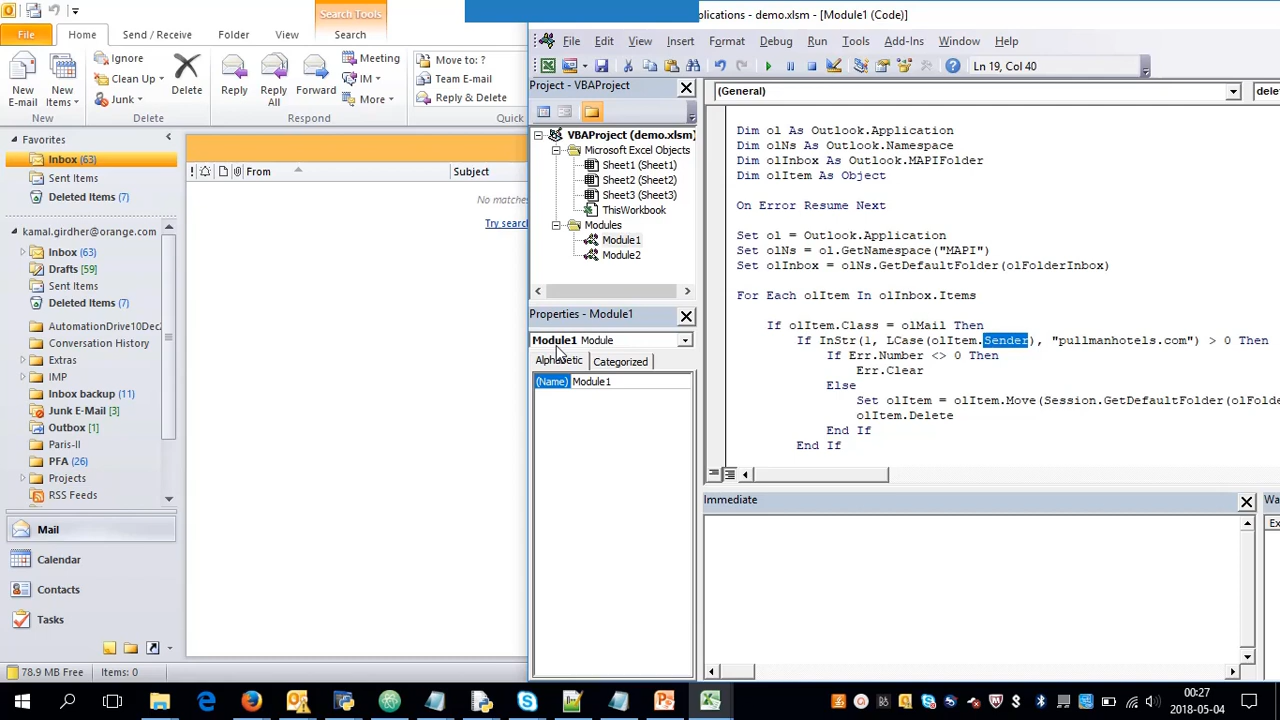 Search Tools
File
Home
Send / Receive
Folder
View
Search
New
E-mail
New
Items
New
Ignore
Clean Up
Junk
Delete
Delete
Reply
Reply
All
Forward
Meeting
IM
More
Respond
Move to: ?
Team E-mail
Reply & Delete
Quick
Favorites
Inbox (63)
Sent Items
Deleted Items (7)
kamal.girdher@orange.com
Inbox (63)
Drafts [59]
Sent Items
Deleted Items (7)
AutomationDrive10Dec
Conversation History
Extras
IMP
Inbox backup (11)
Junk E-Mail [3]
Outbox [1]
Paris-II
PFA (26)
Projects
RSS Feeds
Mail
Calendar
Contacts
Tasks
78.9 MB Free
Items: 0
From
Subject
No matches
Try searc
plications - demo.xlsm - [Module1 (Code)]
File
Edit
View
Insert
Format
Debug
Run
Tools
Add-Ins
Window
Help
Ln 19, Col 40
Project - VBAProject
VBAProject (demo.xlsm)
Microsoft Excel Objects
Sheet1 (Sheet1)
Sheet2 (Sheet2)
Sheet3 (Sheet3)
ThisWorkbook
Modules
Module1
Module2
Properties - Module1
Module1 Module
Alphabetic
Categorized
(Name) Module1
(General)
delet
Dim ol As Outlook.Application
Dim olNs As Outlook.Namespace
Dim olInbox As Outlook.MAPIFolder
Dim olItem As Object
On Error Resume Next
Set ol = Outlook.Application
Set olNs = ol.GetNamespace("MAPI")
Set olInbox = olNs.GetDefaultFolder(olFolderInbox)
For Each olItem In olInbox.Items
If olItem.Class = olMail Then
If InStr(1, LCase(olItem.Sender), "pullmanhotels.com") > 0 Then
If Err.Number <> 0 Then
Err.Clear
Else
Set olItem = olItem.Move(Session.GetDefaultFolder(olFolde
olItem.Delete
End If
End If
Immediate
Wa
Ex
00:27
2018-05-04